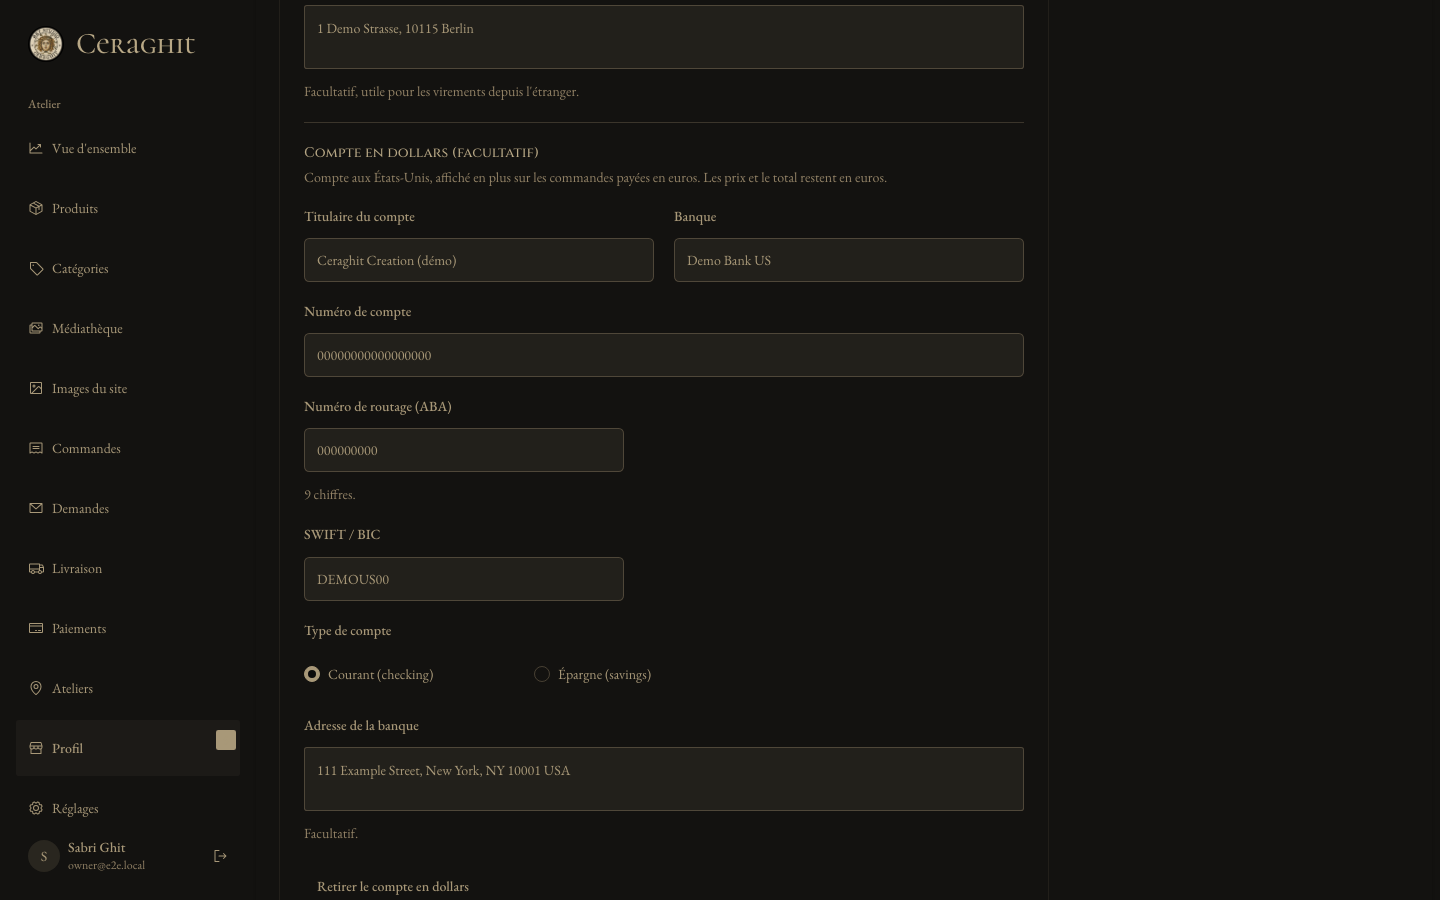 Ceraghit
Atelier
Vue d'ensemble
Produits
Catégories
Médiathèque
Images du site
Commandes
Demandes
Livraison
Paiements
Ateliers
Profil
Réglages
S
Sabri Ghit
owner@e2e.local
1 Demo Strasse, 10115 Berlin
Facultatif, utile pour les virements depuis l'étranger.
Compte en dollars (facultatif)
Compte aux États-Unis, affiché en plus sur les commandes payées en euros. Les prix et le total restent en euros.
Titulaire du compte
Banque
Ceraghit Creation (démo)
Demo Bank US
Numéro de compte
00000000000000000
Numéro de routage (ABA)
000000000
9 chiffres.
SWIFT / BIC
DEMOUS00
Type de compte
Courant (checking)
Épargne (savings)
Adresse de la banque
111 Example Street, New York, NY 10001 USA
Facultatif.
Retirer le compte en dollars